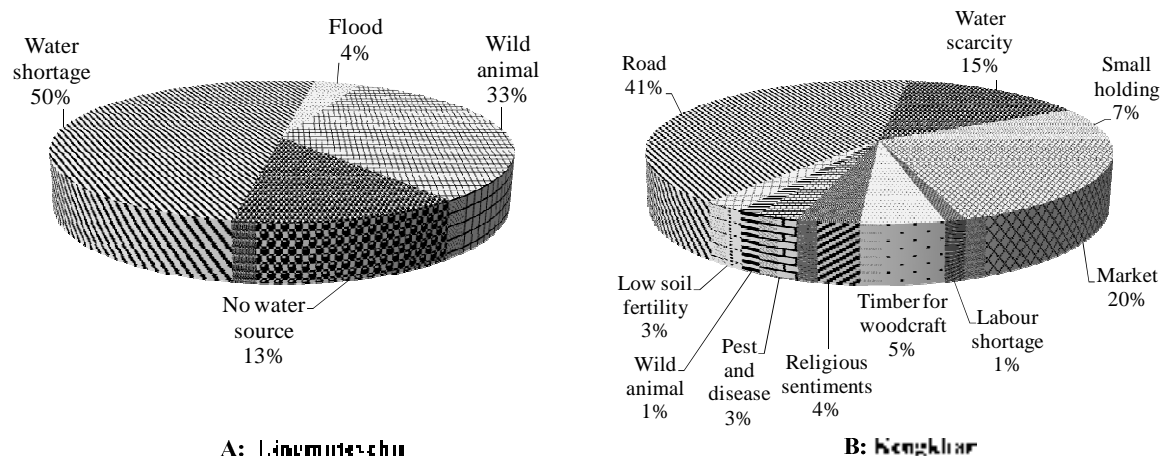 Flood
4%
Wild
animal
33%
Water
shortage
50%
No water
source
13%
A:
Water
scarcity
15%
Small
holding
7%
Road
41%
Market
20%
Labour
shortage
1%
Timber for
woodcraft
5%
Religious
sentiments
4%
Pest
and
disease
3%
Wild
animal
1%
Low soil
fertility
3%
B: